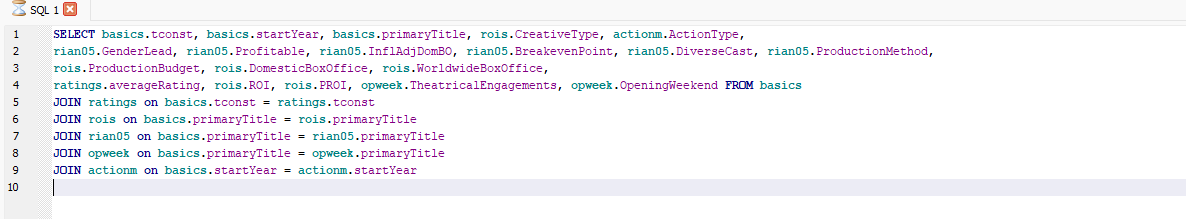 SQL 1
1 SELECT basics.tconst, basics.startYear, basics.primaryTitle, rois.CreativeType, actionm.ActionType,
2 rian05.GenderLead, rian05.Profitable, rian05.InflAdjDomBO, rian05.BreakevenPoint, rian05.DiverseCast, rian05.ProductionMethod,
3 rois.ProductionBudget, rois.DomesticBoxOffice, rois.WorldwideBoxOffice,
4 ratings.averageRating, rois.ROI, rois.PROI, opweek.TheatricalEngagements, opweek.OpeningWeekend FROM basics
5 JOIN ratings on basics.tconst = ratings.tconst
6 JOIN rois on basics.primaryTitle = rois.primaryTitle
7 JOIN rian05 on basics.primaryTitle = rian05.primaryTitle
8 JOIN opweek on basics.primaryTitle = opweek.primaryTitle
9 JOIN actionm on basics.startYear = actionm.startYear
10